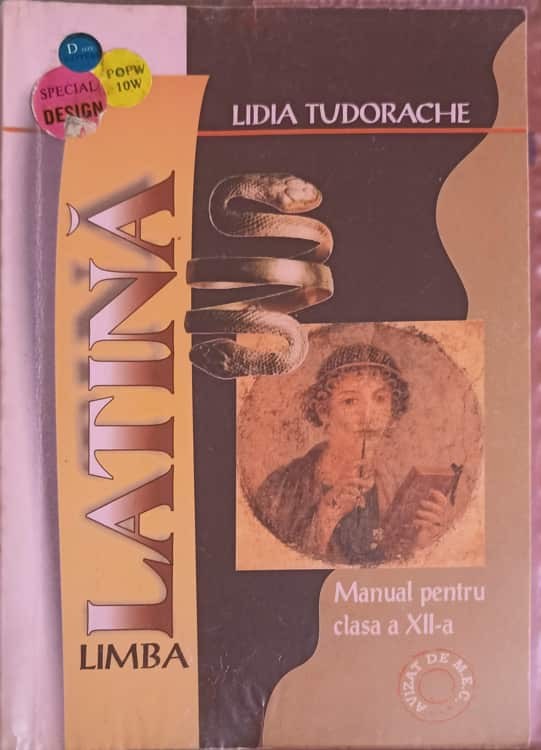 D
SPECIAL
DESIGN
POPW
10W
LIDIA TUDORACHE
LIMBA
LATINĂ
Manual pentru
clasa a XII-a
AVIZAT DE M.E.C.